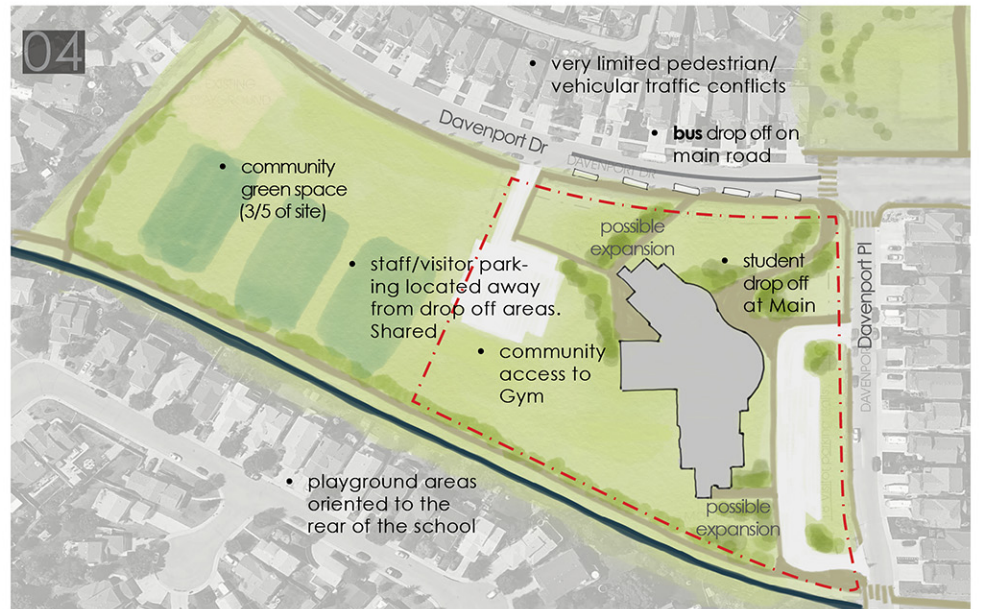 04
• very limited pedestrian/
vehicular traffic conflicts
Davenport Dr
• bus drop off on
main road
DAVENPORT DR
• community
green space
(3/5 of site)
possible
expansion
• staff/visitor park-
ing located away
from drop off areas.
Shared
• student
drop off
at Main
Davenport Pl
DAVENPOR
• community
access to
Gym
• playground areas
oriented to the
rear of the school
possible
expansion